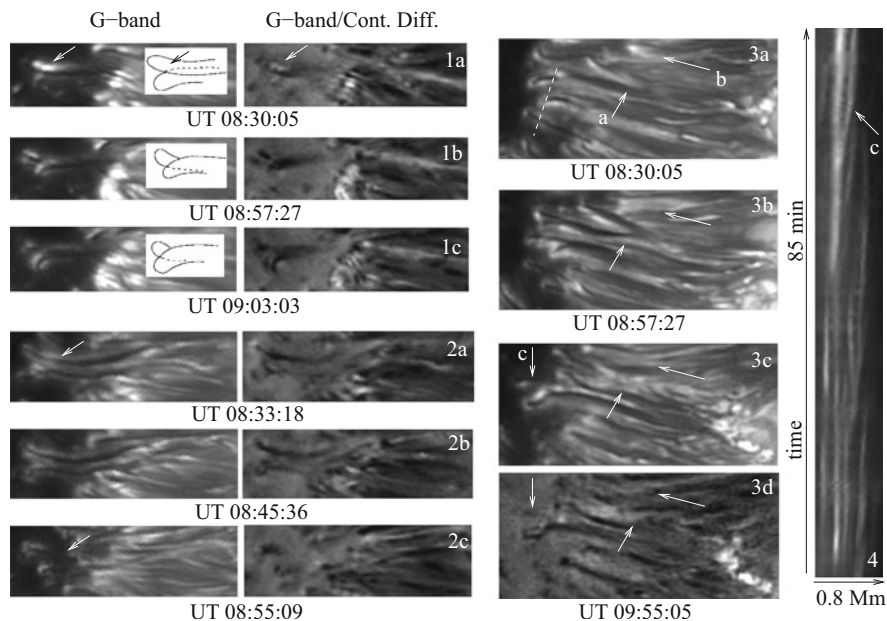 G−band
G−band/Cont. Diff.
1a
UT 08:30:05
1b
UT 08:57:27
1c
UT 09:03:03
2a
UT 08:33:18
2b
UT 08:45:36
2c
UT 08:55:09
3a
b
a
UT 08:30:05
3b
UT 08:57:27
c
3c
3d
UT 09:55:05
c
85 min
time
4
0.8 Mm